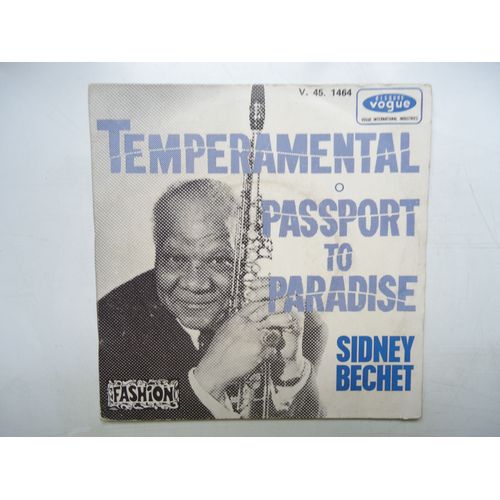 V. 45. 1464
DISQUES
vogue
VOGUE INTERNATIONAL INDUSTRIES
TEMPERAMENTAL
PASSPORT
TO
PARADISE
SIDNEY
BECHET
FASHION